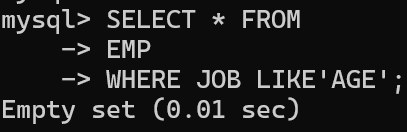 mysql> SELECT * FROM
    -> EMP
    -> WHERE JOB LIKE'AGE';
Empty set (0.01 sec)